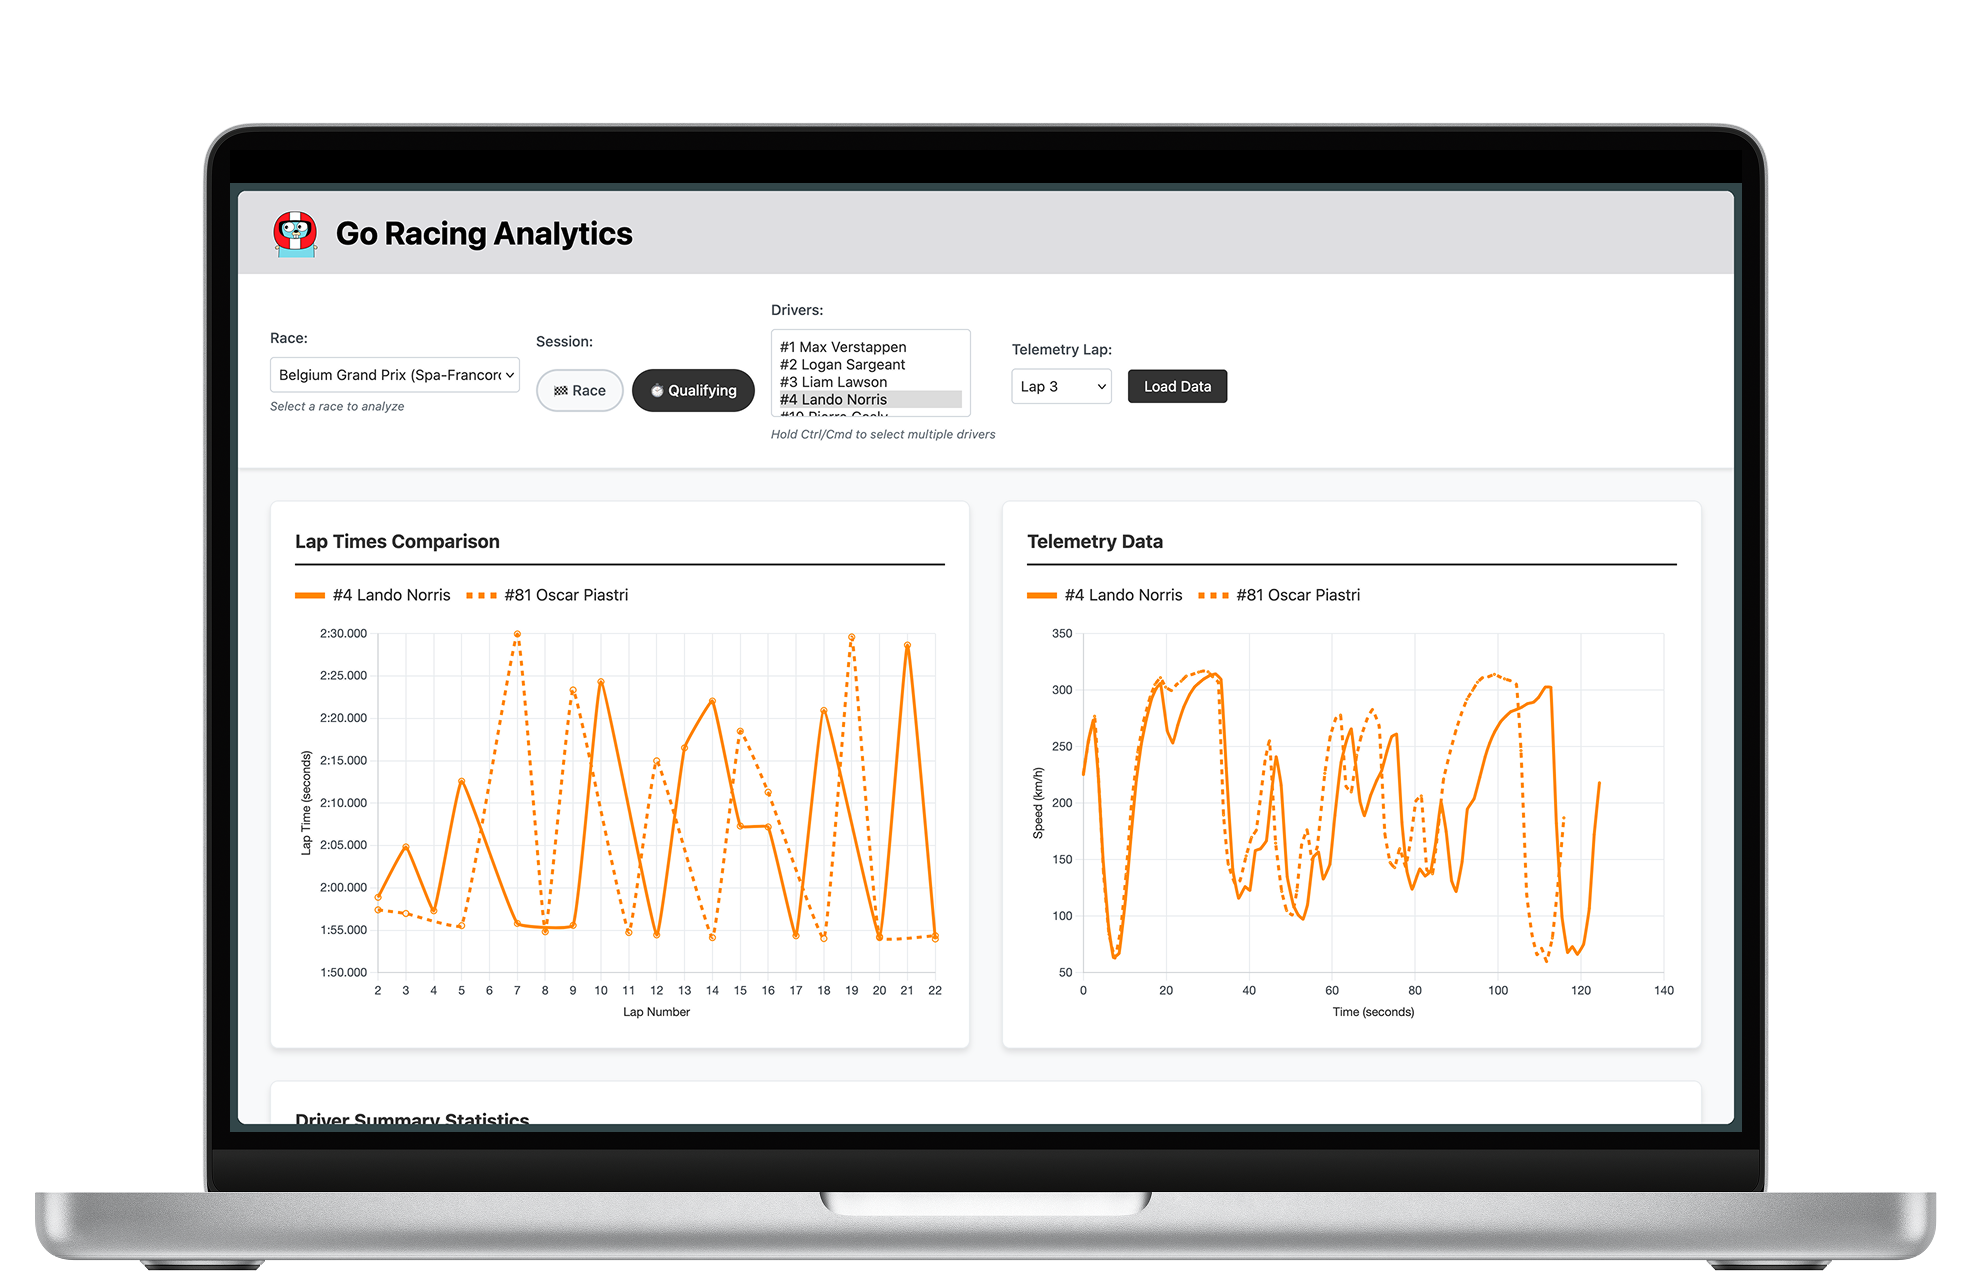 Go Racing Analytics
Race:
Belgium Grand Prix (Spa-Francorc
Select a race to analyze
Session:
Race
Qualifying
Drivers:
#1 Max Verstappen
#2 Logan Sargeant
#3 Liam Lawson
#4 Lando Norris
#10 Pierre Gasly
Hold Ctrl/Cmd to select multiple drivers
Telemetry Lap:
Lap 3
Load Data
Lap Times Comparison
#4 Lando Norris #81 Oscar Piastri
2:30.000
2:25.000
2:20.000
2:15.000
2:10.000
2:05.000
2:00.000
1:55.000
1:50.000
Lap Time (seconds)
2 3 4 5 6 7 8 9 10 11 12 13 14 15 16 17 18 19 20 21 22
Lap Number
Telemetry Data
#4 Lando Norris #81 Oscar Piastri
350
300
250
200
150
100
50
Speed (km/h)
0 20 40 60 80 100 120 140
Time (seconds)
Driver Summary Statistics